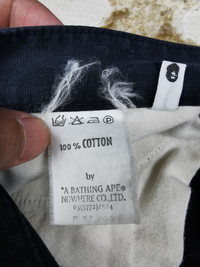 100% COTTON
by
"A BATHING APE®
NOWHERE CO.,LTD.